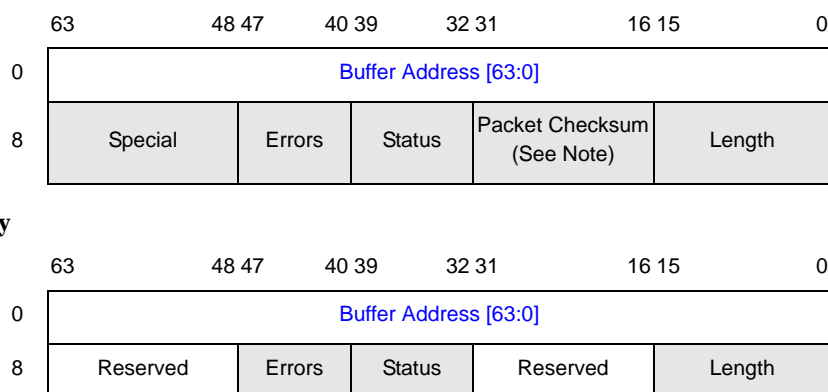 63 48 47 40 39 32 31 16 15 0
0 Buffer Address [63:0]
8 Special Errors Status Packet Checksum (See Note) Length
y
63 48 47 40 39 32 31 16 15 0
0 Buffer Address [63:0]
8 Reserved Errors Status Reserved Length